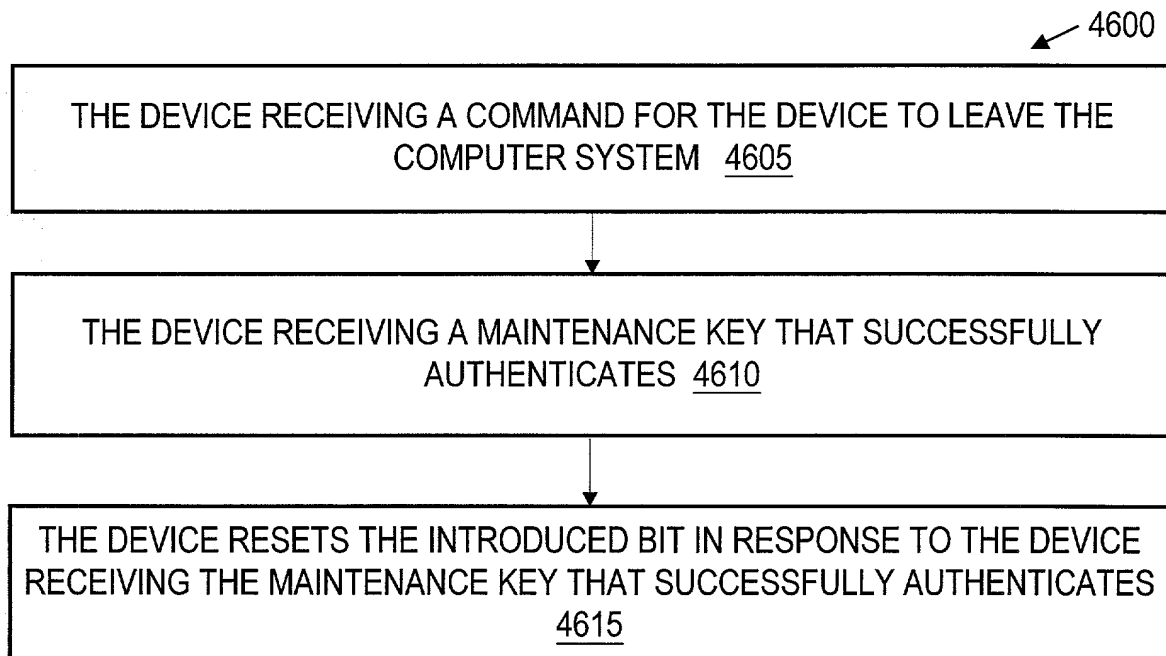 4600
THE DEVICE RECEIVING A COMMAND FOR THE DEVICE TO LEAVE THE
COMPUTER SYSTEM 4605
THE DEVICE RECEIVING A MAINTENANCE KEY THAT SUCCESSFULLY
AUTHENTICATES 4610
THE DEVICE RESETS THE INTRODUCED BIT IN RESPONSE TO THE DEVICE
RECEIVING THE MAINTENANCE KEY THAT SUCCESSFULLY AUTHENTICATES
4615